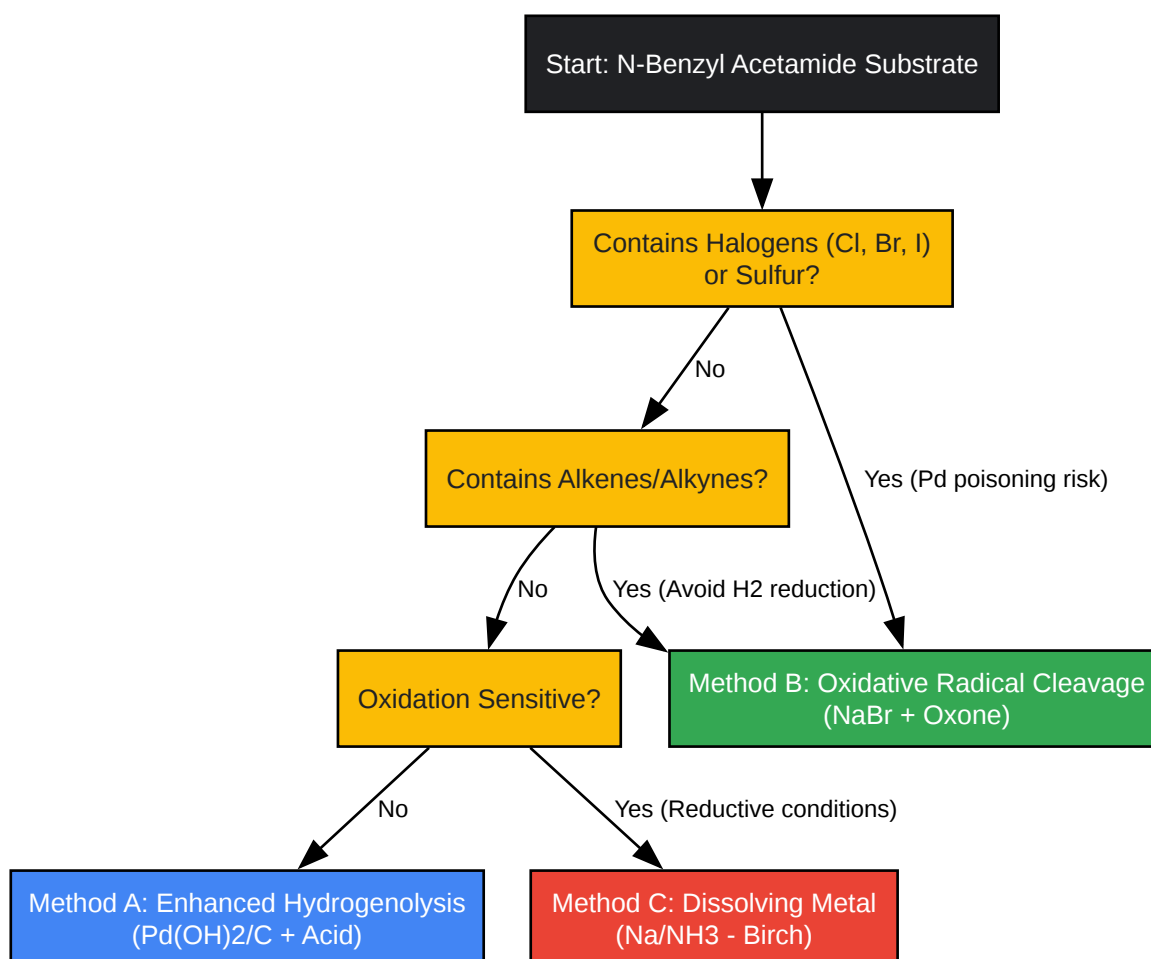 Start: N-Benzyl Acetamide Substrate
Contains Halogens (Cl, Br, I)
or Sulfur?
No
Yes (Pd poisoning risk)
Contains Alkenes/Alkynes?
No
Yes (Avoid H2 reduction)
Oxidation Sensitive?
Method B: Oxidative Radical Cleavage
(NaBr + Oxone)
No
Yes (Reductive conditions)
Method A: Enhanced Hydrogenolysis
(Pd(OH)2/C + Acid)
Method C: Dissolving Metal
(Na/NH3 - Birch)